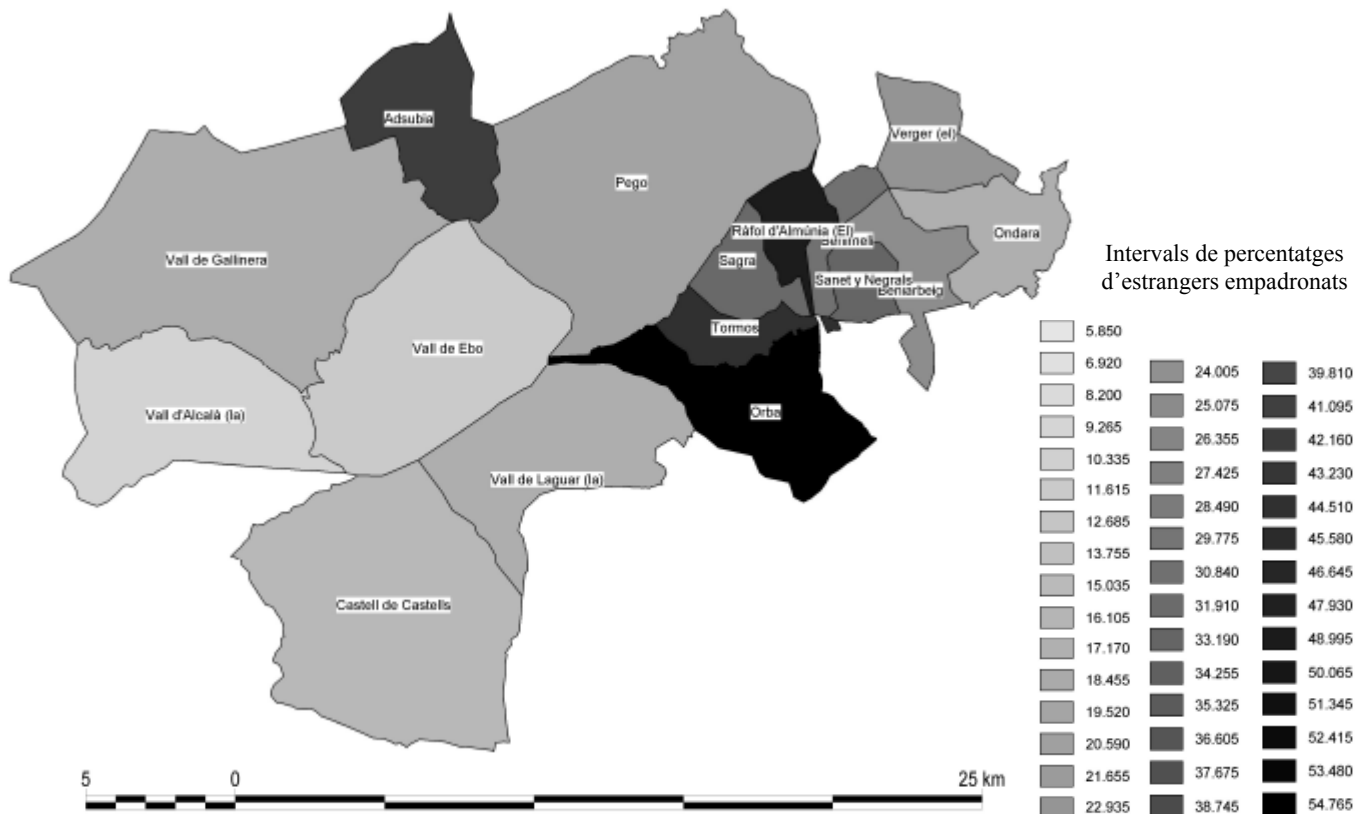 Adsubia
Verger (el)
Pego
Ràfol d'Almúnia (El)
Ondara
Benimeli
Vall de Gallinera
Sagra
Sanet y Negrals
Beniarbeig
Tormos
Vall de Ebo
Vall d'Alcalà (la)
Orba
Vall de Laguar (la)
Castell de Castells
5 0 25 km
Intervals de percentatges
d'estrangers empadronats
5.850
6.920
8.200
9.265
10.335
11.615
12.685
13.755
15.035
16.105
17.170
18.455
19.520
20.590
21.655
22.935
24.005
25.075
26.355
27.425
28.490
29.775
30.840
31.910
33.190
34.255
35.325
36.605
37.675
38.745
39.810
41.095
42.160
43.230
44.510
45.580
46.645
47.930
48.995
50.065
51.345
52.415
53.480
54.765